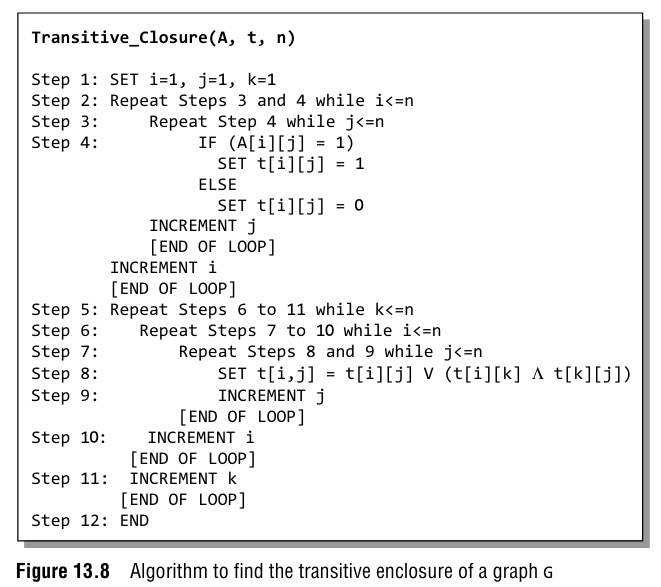 Transitive_Closure(A, t, n)
Step 1: SET i=1, j=1, k=1
Step 2: Repeat Steps 3 and 4 while i<=n
Step 3: Repeat Step 4 while j<=n
Step 4: IF (A[i][j] = 1)
SET t[i][j] = 1
ELSE
SET t[i][j] = 0
INCREMENT j
[END OF LOOP]
INCREMENT i
[END OF LOOP]
Step 5: Repeat Steps 6 to 11 while k<=n
Step 6: Repeat Steps 7 to 10 while i<=n
Step 7: Repeat Steps 8 and 9 while j<=n
Step 8: SET t[i,j] = t[i][j] V (t[i][k] Λ t[k][j])
Step 9: INCREMENT j
[END OF LOOP]
Step 10: INCREMENT i
[END OF LOOP]
Step 11: INCREMENT k
[END OF LOOP]
Step 12: END
Figure 13.8 Algorithm to find the transitive enclosure of a graph G